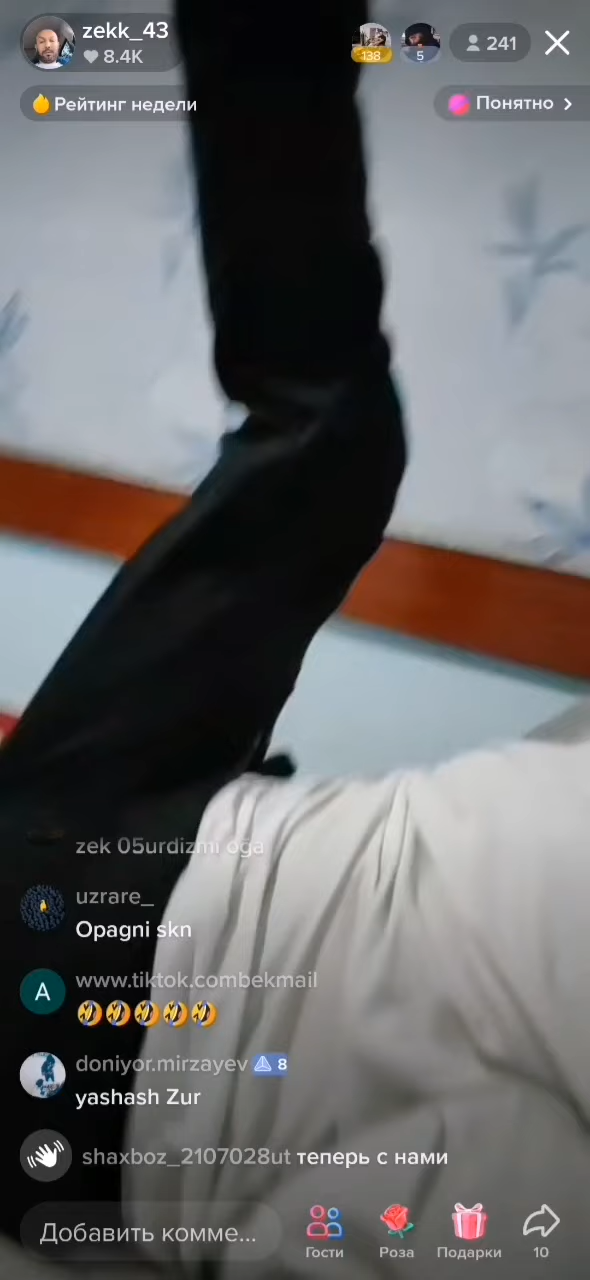 zekk_43
8.4K
138
5
241
Рейтинг недели
Понятно
zek 05urdizmi oğa
uzrare_
Opagni skn
A
www.tiktok.combekmail
doniyor.mirzayev 8
yashash Zur
shaxboz_2107028ut теперь с нами
Добавить комме...
Гости
Роза
Подарки
10